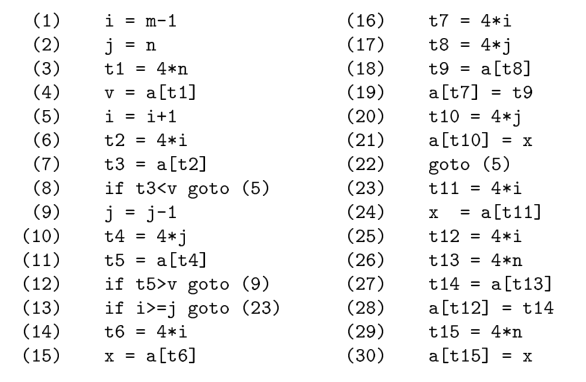 (1) i = m-1
(2) j = n
(3) t1 = 4*n
(4) v = a[t1]
(5) i = i+1
(6) t2 = 4*i
(7) t3 = a[t2]
(8) if t3<v goto (5)
(9) j = j-1
(10) t4 = 4*j
(11) t5 = a[t4]
(12) if t5>v goto (9)
(13) if i>=j goto (23)
(14) t6 = 4*i
(15) x = a[t6]
(16) t7 = 4*i
(17) t8 = 4*j
(18) t9 = a[t8]
(19) a[t7] = t9
(20) t10 = 4*j
(21) a[t10] = x
(22) goto (5)
(23) t11 = 4*i
(24) x = a[t11]
(25) t12 = 4*i
(26) t13 = 4*n
(27) t14 = a[t13]
(28) a[t12] = t14
(29) t15 = 4*n
(30) a[t15] = x